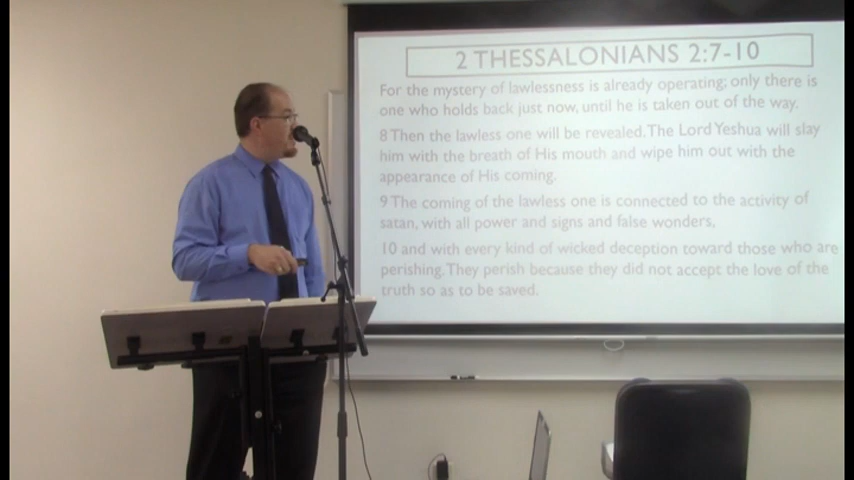 2 THESSALONIANS 2:7-10
For the mystery of lawlessness is already operating; only there is
one who holds back just now, until he is taken out of the way.
8 Then the lawless one will be revealed. The Lord Yeshua will slay
him with the breath of His mouth and wipe him out with the
appearance of His coming.
9 The coming of the lawless one is connected to the activity of
satan, with all power and signs and false wonders,
10 and with every kind of wicked deception toward those who are
perishing. They perish because they did not accept the love of the
truth so as to be saved.